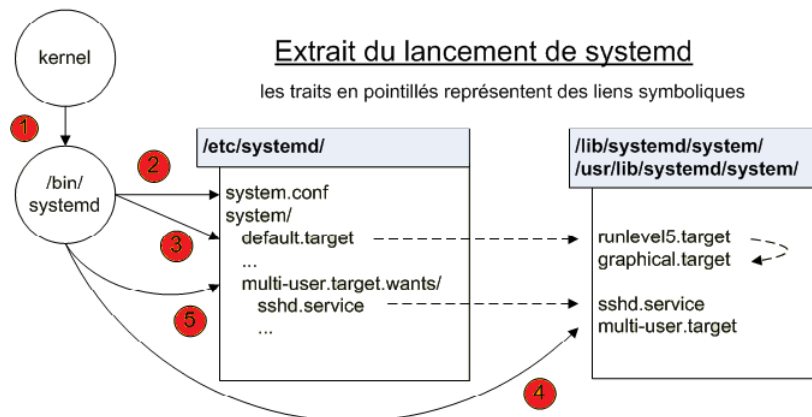 Extrait du lancement de systemd
les traits en pointillés représentent des liens symboliques
kernel
1
/bin/
systemd
2
3
5
4
/etc/systemd/
system.conf
system/
default.target
...
multi-user.target.wants/
sshd.service
...
/lib/systemd/system/
/usr/lib/systemd/system/
runlevel5.target
graphical.target
sshd.service
multi-user.target